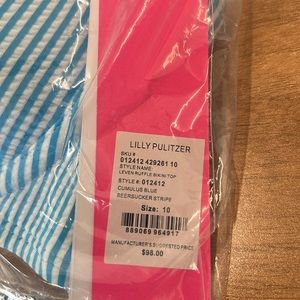 LILLY PULITZER
SKU #
012412 429261 10
STYLE NAME:
LEVEN RUFFLE BIKINI TOP
STYLE # 012412
CUMULUS BLUE
SEERSUCKER STRIPE
Size: 10
889069 964917
MANUFACTURER'S SUGGESTED PRICE
$98.00